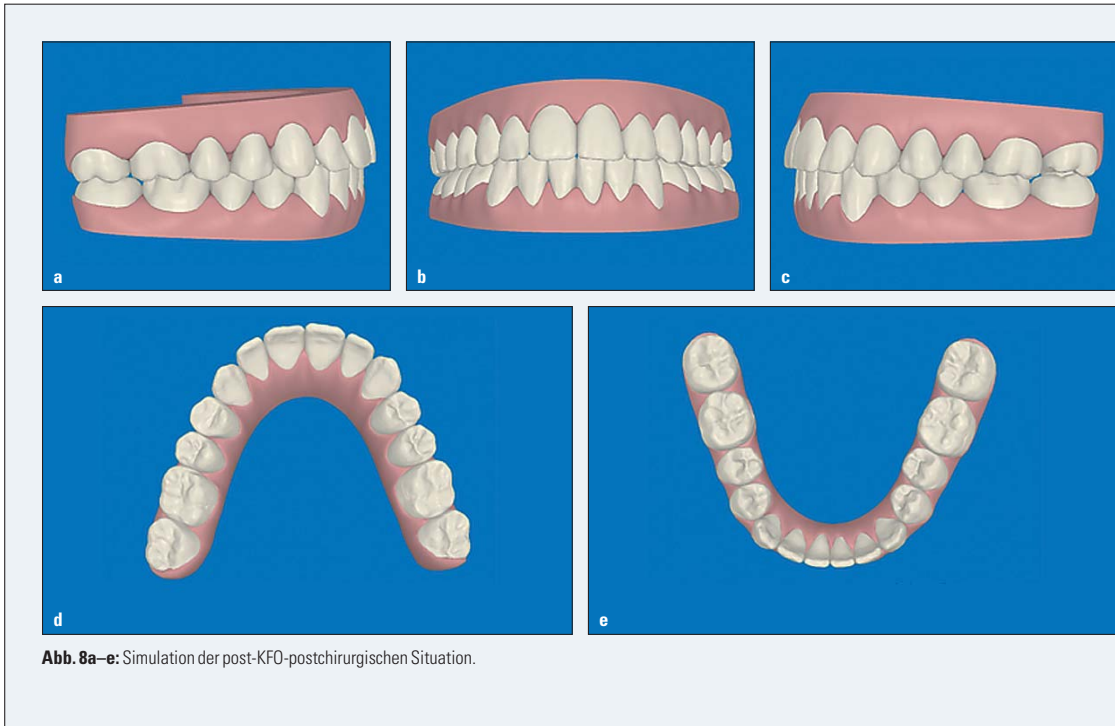 a
b
c
d
e
Abb. 8a–e: Simulation der post-KFO-postchirurgischen Situation.